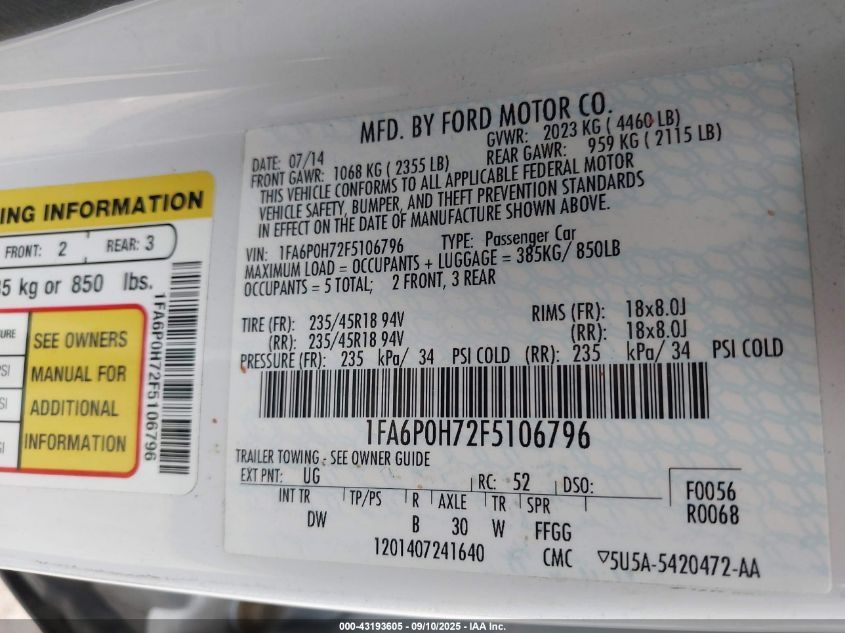 ING INFORMATION
FRONT: 2 REAR: 3
5 kg or 850 lbs.
SEE OWNERS
MANUAL FOR
ADDITIONAL
INFORMATION
1FA6P0H72F5106796
MFD. BY FORD MOTOR CO.
DATE: 07/14 GVWR: 2023 KG ( 4460 LB)
FRONT GAWR: 1068 KG ( 2355 LB) REAR GAWR: 959 KG ( 2115 LB)
THIS VEHICLE CONFORMS TO ALL APPLICABLE FEDERAL MOTOR
VEHICLE SAFETY, BUMPER, AND THEFT PREVENTION STANDARDS
IN EFFECT ON THE DATE OF MANUFACTURE SHOWN ABOVE.
VIN: 1FA6P0H72F5106796 TYPE: Passenger Car
MAXIMUM LOAD = OCCUPANTS + LUGGAGE = 385KG/ 850LB
OCCUPANTS = 5 TOTAL; 2 FRONT, 3 REAR
TIRE (FR): 235/45R18 94V RIMS (FR): 18x8.0J
(RR): 235/45R18 94V (RR): 18x8.0J
PRESSURE (FR): 235 kPa/ 34 PSI COLD (RR): 235 kPa/ 34 PSI COLD
1FA6P0H72F5106796
TRAILER TOWING - SEE OWNER GUIDE
EXT PNT: UG RC: 52 DSO:
F0056
R0068
INT TR TP/PS R AXLE TR SPR
DW B 30 W FFGG
1201407241640 CMC ▽5U5A-5420472-AA
000-43193605 - 09/10/2025 - IAA Inc.